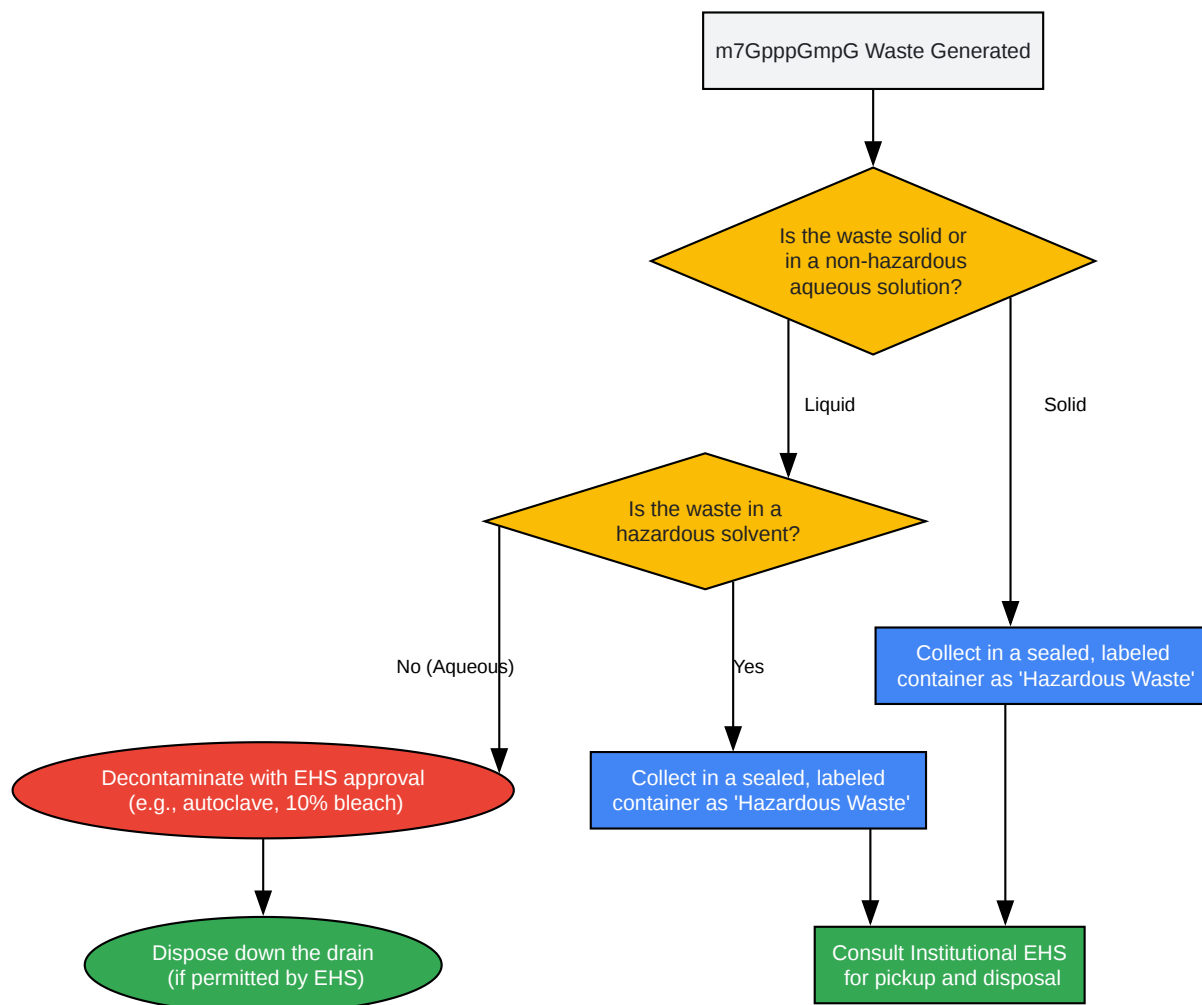 m7GpppGmpG Waste Generated
Is the waste solid or
in a non-hazardous
aqueous solution?
Liquid
Solid
Is the waste in a
hazardous solvent?
No (Aqueous)
Yes
Collect in a sealed, labeled
container as 'Hazardous Waste'
Decontaminate with EHS approval
(e.g., autoclave, 10% bleach)
Collect in a sealed, labeled
container as 'Hazardous Waste'
Dispose down the drain
(if permitted by EHS)
Consult Institutional EHS
for pickup and disposal